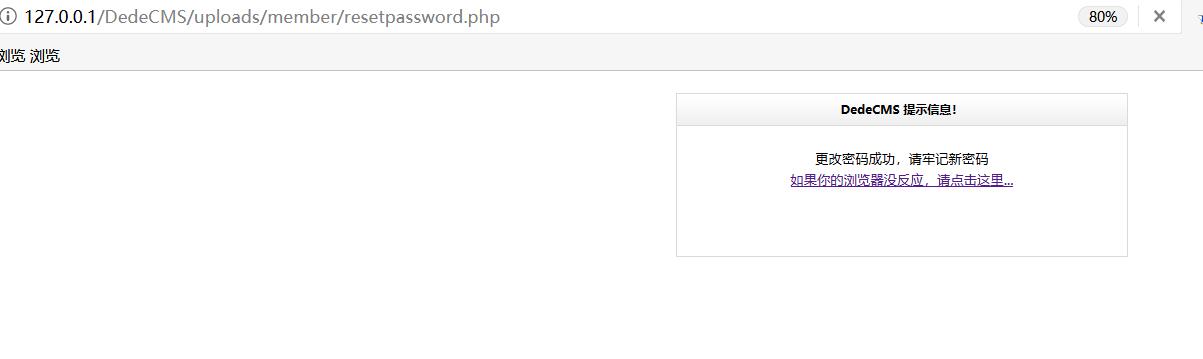 127.0.0.1/DedeCMS/uploads/member/resetpassword.php 80%
浏览 浏览
DedeCMS 提示信息!
更改密码成功，请牢记新密码
如果你的浏览器没反应，请点击这里...